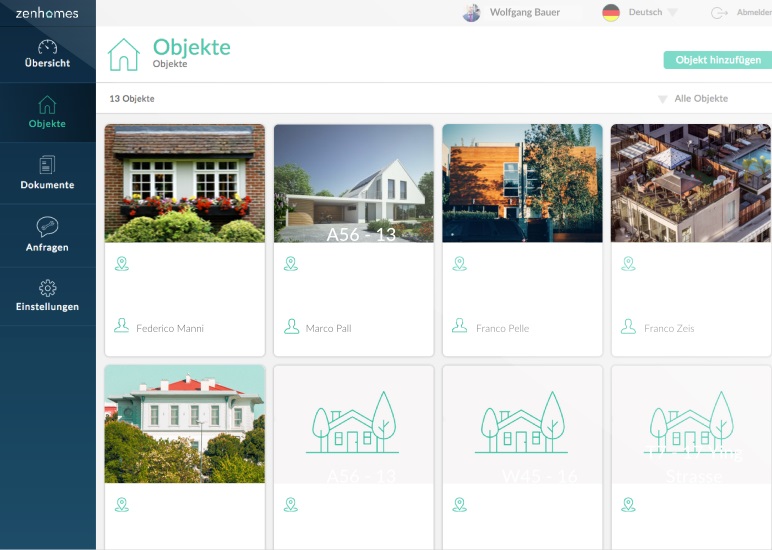 zenhomes
Wolfgang Bauer
Deutsch
Abmelden
Übersicht
Objekte
Objekte
Objekt hinzufügen
13 Objekte
Alle Objekte
Objekte
Dokumente
Anfragen
Einstellungen
A56 - 13
Federico Manni
Marco Pall
Franco Pelle
Franco Zeis
A56 - 13
W45 - 16
Strasse